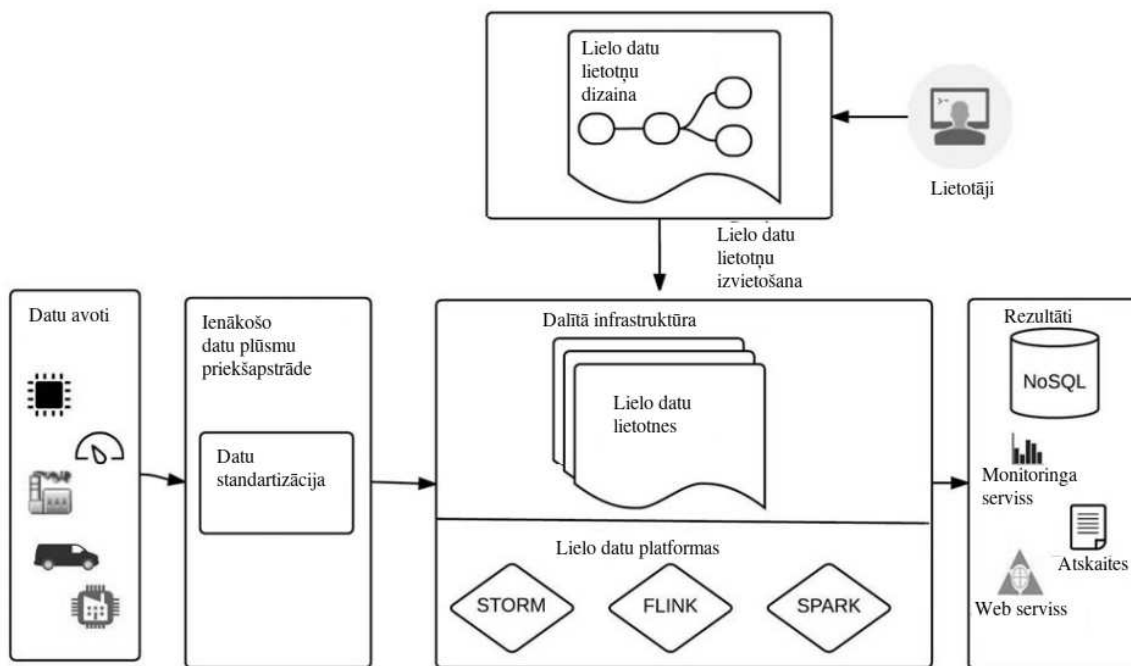 Lielo datu
lietotņu
dizaina
Lietotāji
Lielo datu
lietotņu
izvietošana
Datu avoti
Ienākošo
datu plūsmu
priekšapstrāde
Datu
standartizācija
Dalītā infrastruktūra
Lielo datu
lietotnes
Lielo datu platformas
STORM
FLINK
SPARK
Rezultāti
NoSQL
Monitoringa
serviss
Atskaites
Web serviss